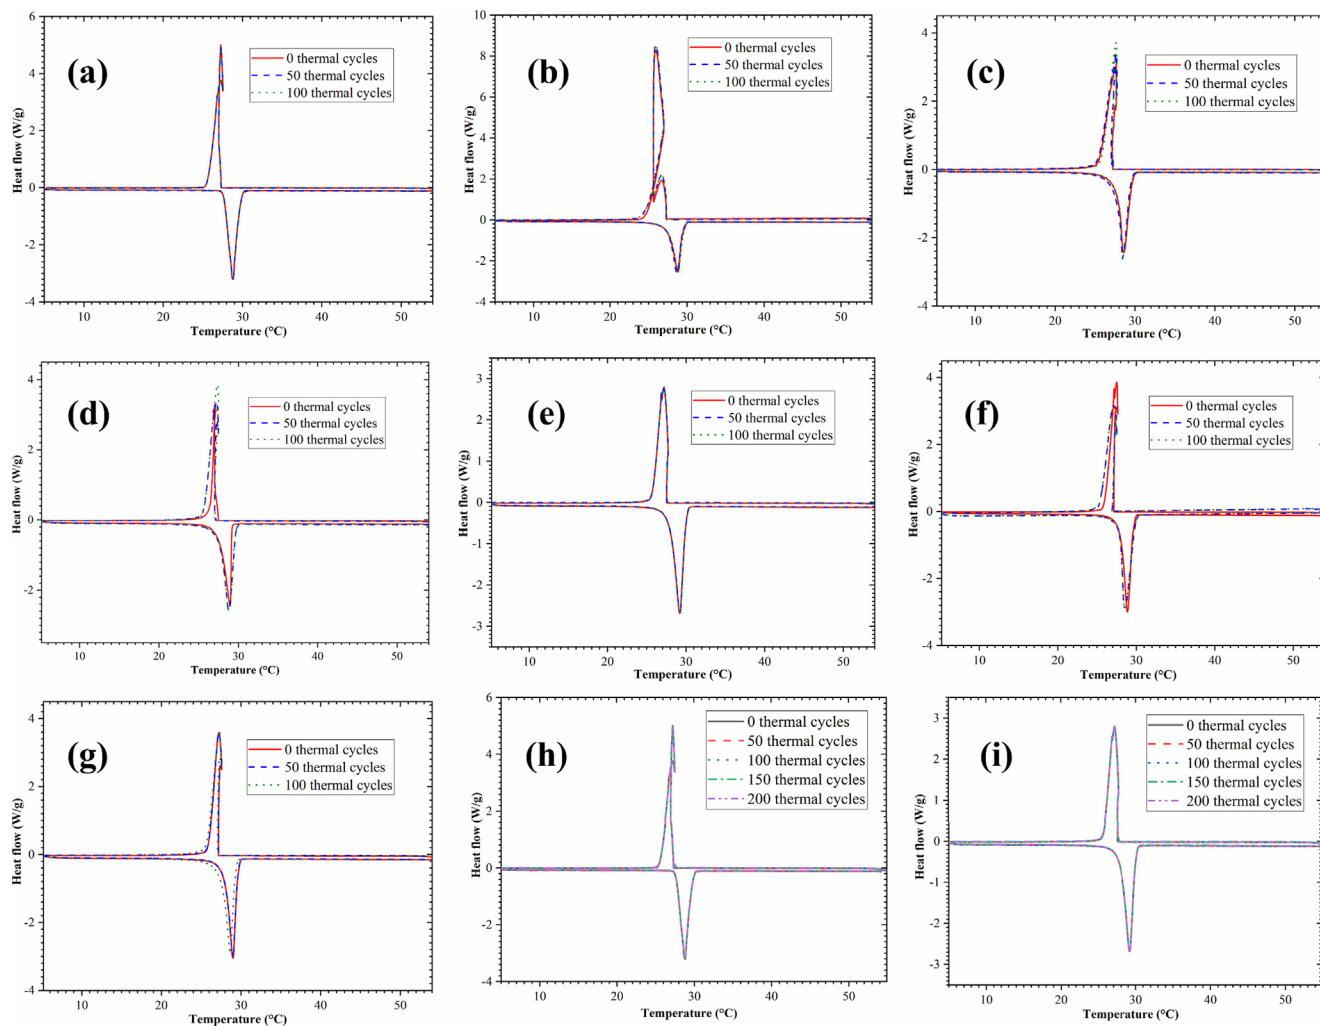 (a)
Heat flow (W/g)
6
4
2
0
-2
-4
10 20 30 40 50
Temperature (°C)
0 thermal cycles
50 thermal cycles
100 thermal cycles
(b)
Heat flow (W/g)
10
8
6
4
2
0
-2
-4
10 20 30 40 50
Temperature (°C)
0 thermal cycles
50 thermal cycles
100 thermal cycles
(c)
Heat flow (W/g)
4
2
0
-2
-4
10 20 30 40 50
Temperature (°C)
0 thermal cycles
50 thermal cycles
100 thermal cycles
(d)
Heat flow (W/g)
4
2
0
-2
10 20 30 40 50
Temperature (°C)
0 thermal cycles
50 thermal cycles
100 thermal cycles
(e)
Heat flow (W/g)
3
2
1
0
-1
-2
-3
10 20 30 40 50
Temperature (°C)
0 thermal cycles
50 thermal cycles
100 thermal cycles
(f)
Heat flow (W/g)
4
2
0
-2
-4
10 20 30 40 50
Temperature (°C)
0 thermal cycles
50 thermal cycles
100 thermal cycles
(g)
Heat flow (W/g)
4
2
0
-2
-4
10 20 30 40 50
Temperature (°C)
0 thermal cycles
50 thermal cycles
100 thermal cycles
(h)
Heat flow (W/g)
6
4
2
0
-2
-4
10 20 30 40 50
Temperature (°C)
0 thermal cycles
50 thermal cycles
100 thermal cycles
150 thermal cycles
200 thermal cycles
(i)
Heat flow (W/g)
3
2
1
0
-1
-2
-3
10 20 30 40 50
Temperature (°C)
0 thermal cycles
50 thermal cycles
100 thermal cycles
150 thermal cycles
200 thermal cycles